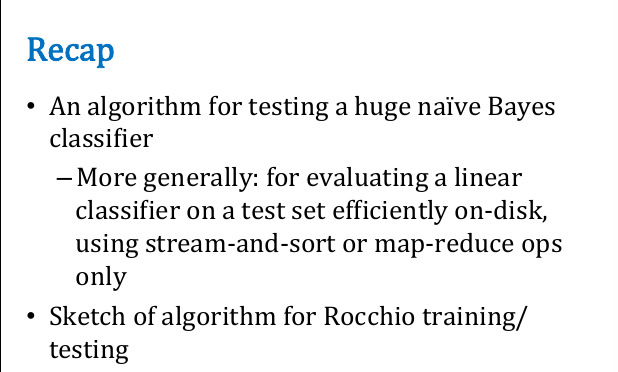 Recap
• An algorithm for testing a huge naïve Bayes
classifier
– More generally: for evaluating a linear
classifier on a test set efficiently on-disk,
using stream-and-sort or map-reduce ops
only
• Sketch of algorithm for Rocchio training/
testing